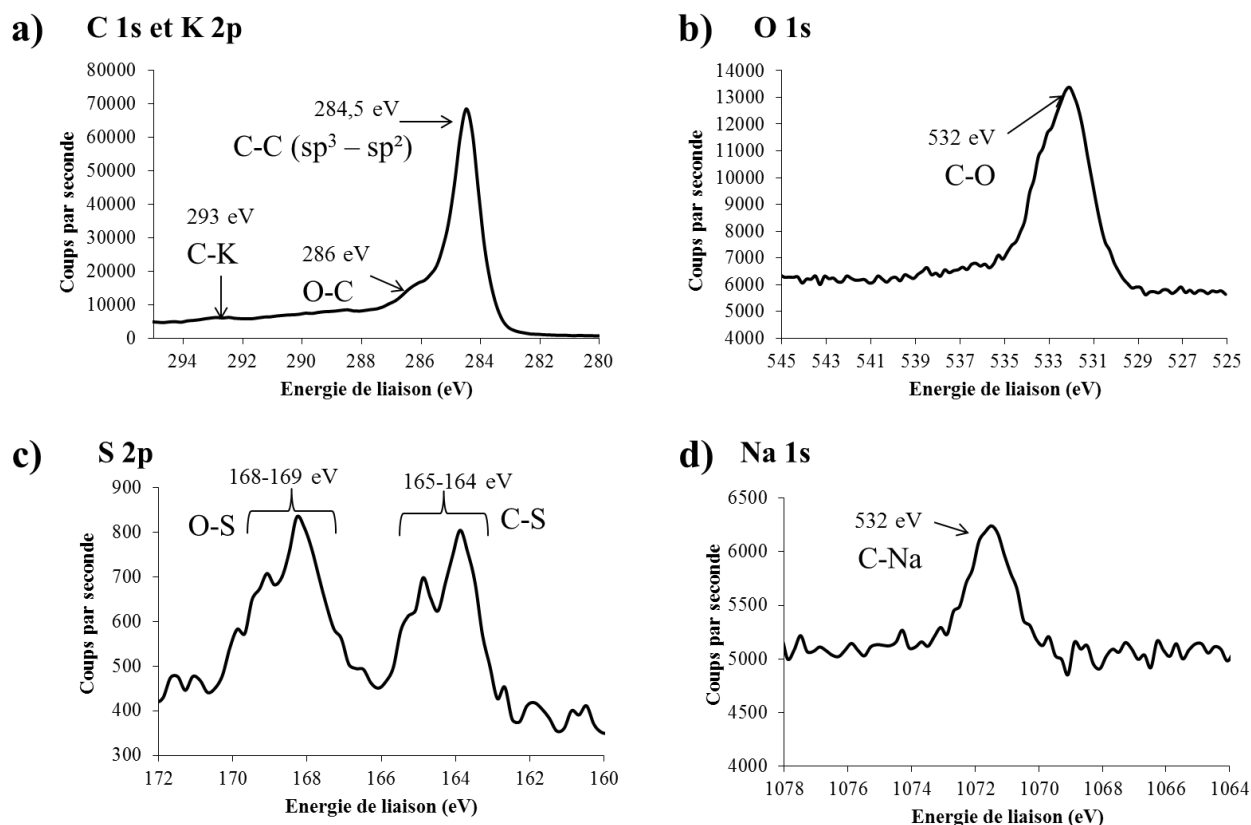 a) C 1s et K 2p
80000
70000
60000
50000
40000
30000
20000
10000
0
Coups par seconde
284,5 eV
C-C (sp³ – sp²)
293 eV
C-K
286 eV
O-C
294 292 290 288 286 284 282 280
Energie de liaison (eV)
b) O 1s
14000
13000
12000
11000
10000
9000
8000
7000
6000
5000
4000
Coups par seconde
532 eV
C-O
545 543 541 539 537 535 533 531 529 527 525
Energie de liaison (eV)
c) S 2p
900
800
700
600
500
400
300
Coups par seconde
168-169 eV
O-S
165-164 eV
C-S
172 170 168 166 164 162 160
Energie de liaison (eV)
d) Na 1s
6500
6000
5500
5000
4500
4000
Coups par seconde
532 eV
C-Na
1078 1076 1074 1072 1070 1068 1066 1064
Energie de liaison (eV)